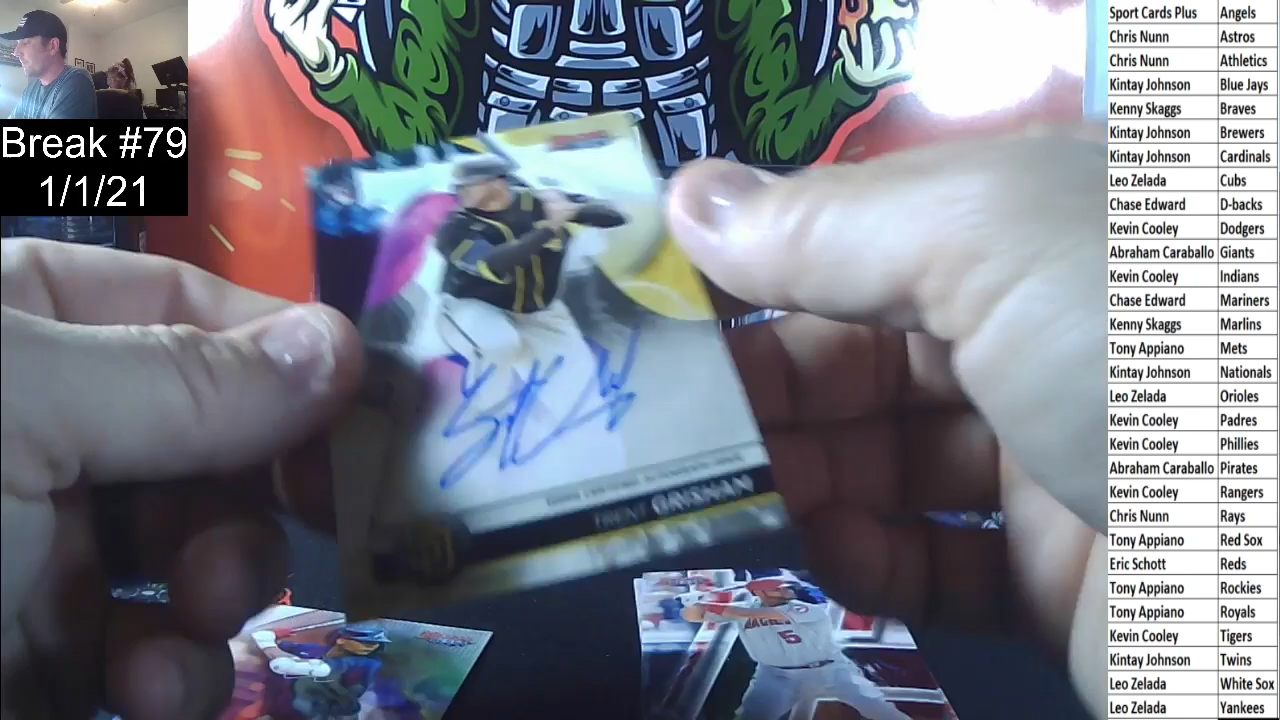 Break #79
1/1/21
TRENT GRISHAM
5
Sport Cards Plus Angels
Chris Nunn Astros
Chris Nunn Athletics
Kintay Johnson Blue Jays
Kenny Skaggs Braves
Kintay Johnson Brewers
Kintay Johnson Cardinals
Leo Zelada Cubs
Chase Edward D-backs
Kevin Cooley Dodgers
Abraham Caraballo Giants
Kevin Cooley Indians
Chase Edward Mariners
Kenny Skaggs Marlins
Tony Appiano Mets
Kintay Johnson Nationals
Leo Zelada Orioles
Kevin Cooley Padres
Kevin Cooley Phillies
Abraham Caraballo Pirates
Kevin Cooley Rangers
Chris Nunn Rays
Tony Appiano Red Sox
Eric Schott Reds
Tony Appiano Rockies
Tony Appiano Royals
Kevin Cooley Tigers
Kintay Johnson Twins
Leo Zelada White Sox
Leo Zelada Yankees